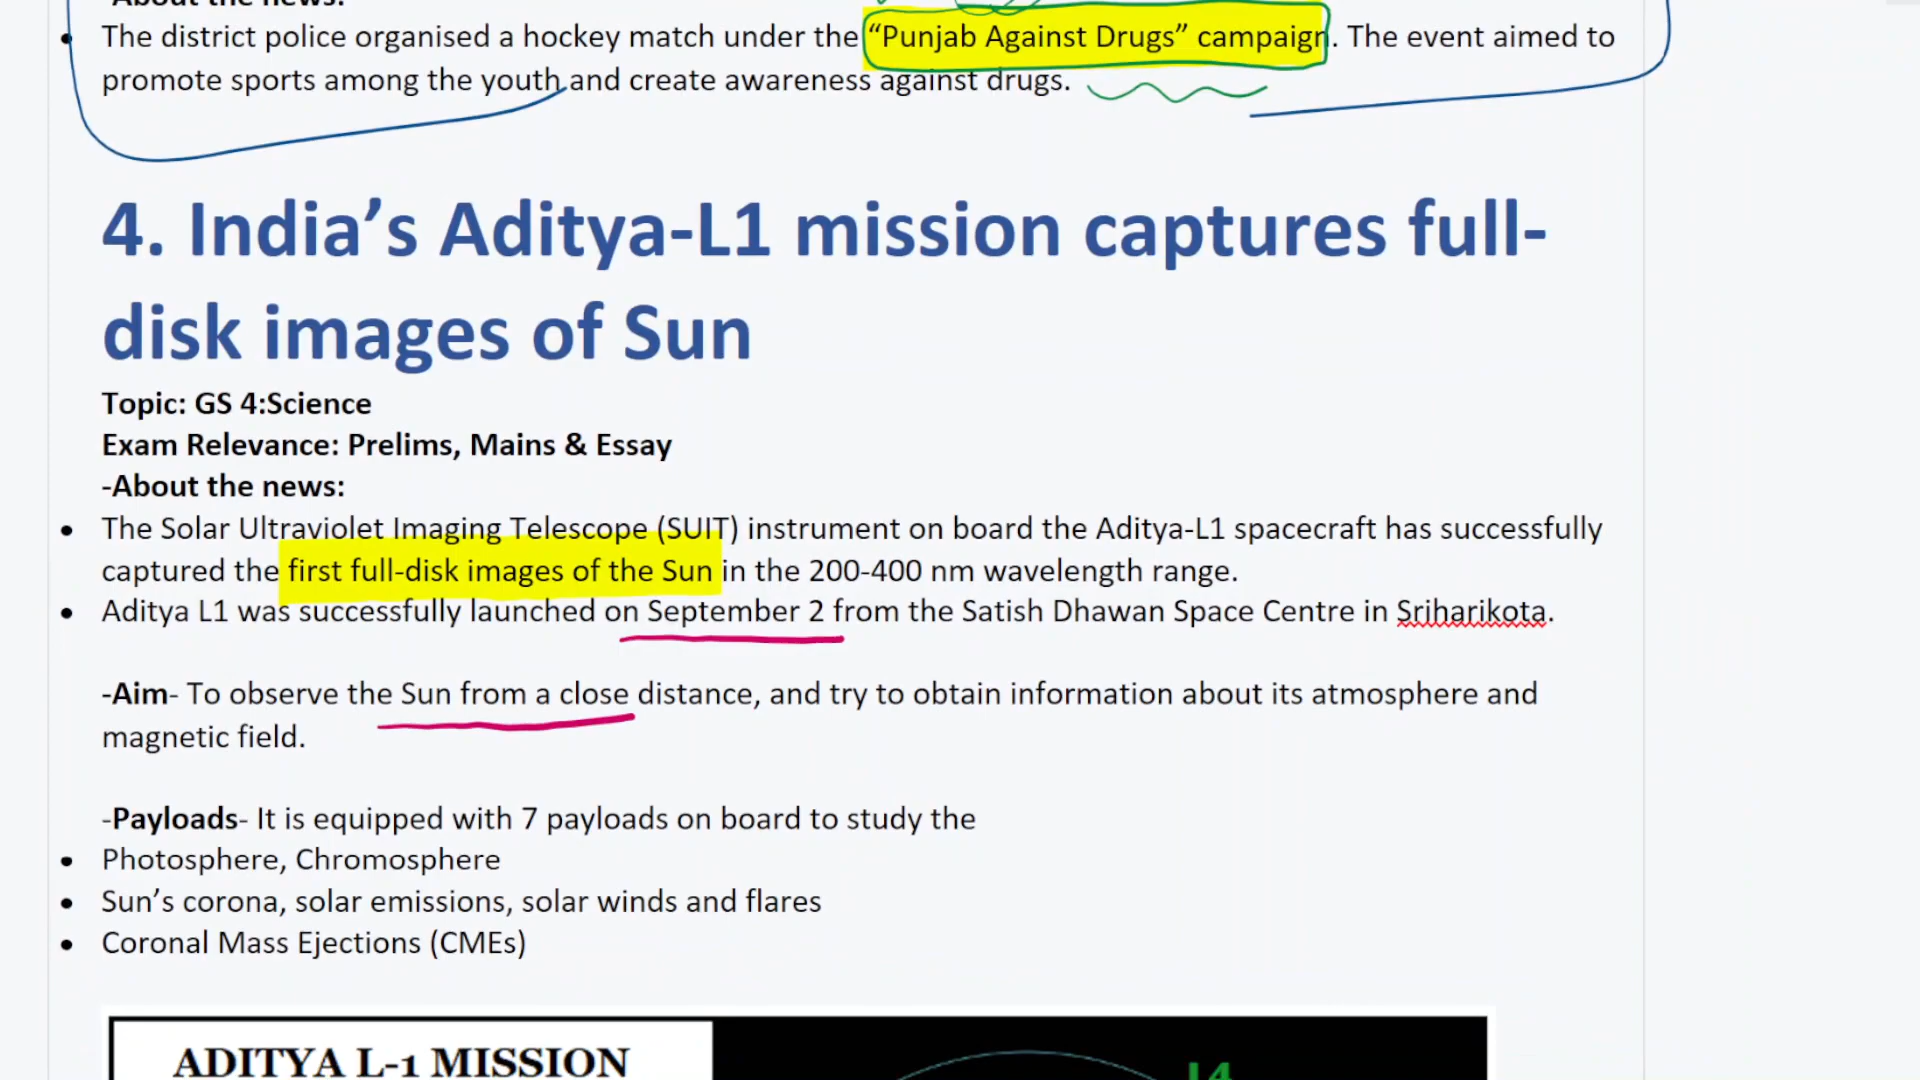 -About the news:
• The district police organised a hockey match under the “Punjab Against Drugs” campaign. The event aimed to
promote sports among the youth and create awareness against drugs.
4. India’s Aditya-L1 mission captures full-
disk images of Sun
Topic: GS 4:Science
Exam Relevance: Prelims, Mains & Essay
-About the news:
• The Solar Ultraviolet Imaging Telescope (SUIT) instrument on board the Aditya-L1 spacecraft has successfully
captured the first full-disk images of the Sun in the 200-400 nm wavelength range.
• Aditya L1 was successfully launched on September 2 from the Satish Dhawan Space Centre in Sriharikota.
-Aim- To observe the Sun from a close distance, and try to obtain information about its atmosphere and
magnetic field.
-Payloads- It is equipped with 7 payloads on board to study the
• Photosphere, Chromosphere
• Sun’s corona, solar emissions, solar winds and flares
• Coronal Mass Ejections (CMEs)
ADITYA L-1 MISSION
L4